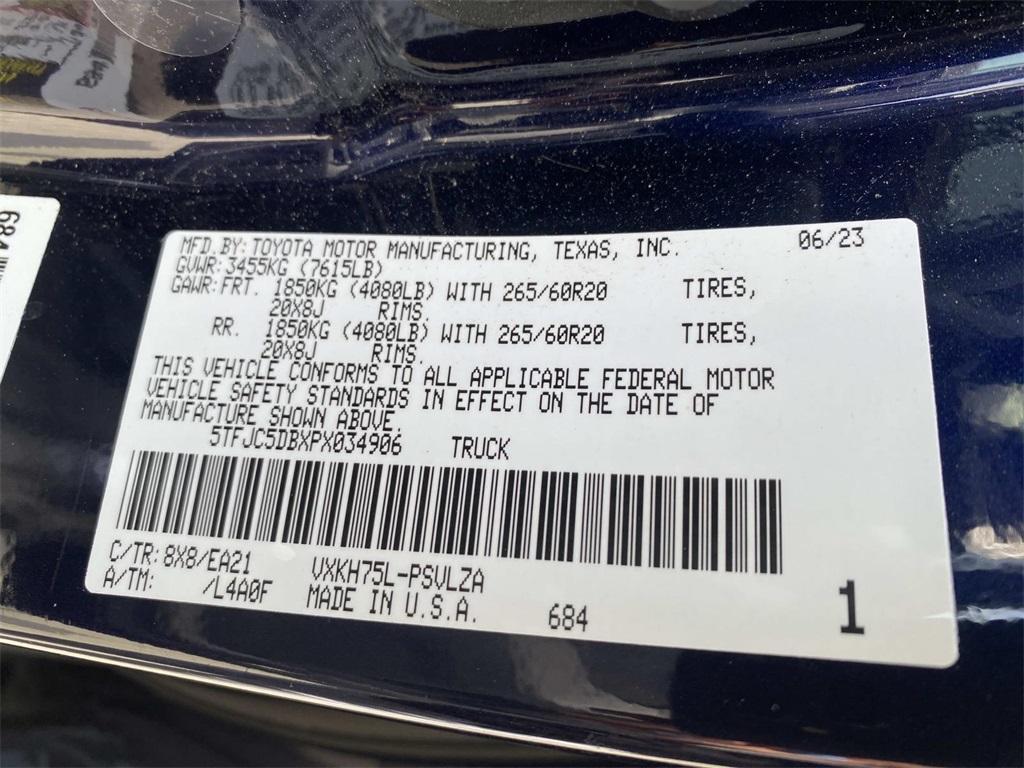 MFD. BY: TOYOTA MOTOR MANUFACTURING, TEXAS, INC. 06/23
GVWR: 3455KG (7615LB)
GAWR: FRT. 1850KG (4080LB) WITH 265/60R20 TIRES,
20X8J RIMS.
RR. 1850KG (4080LB) WITH 265/60R20 TIRES,
20X8J RIMS.
THIS VEHICLE CONFORMS TO ALL APPLICABLE FEDERAL MOTOR
VEHICLE SAFETY STANDARDS IN EFFECT ON THE DATE OF
MANUFACTURE SHOWN ABOVE.
5TFJC5DBXPX034906 TRUCK
C/TR: 8X8/EA21 VXKH75L-PSVLZA
A/TM: /L4A0F MADE IN U.S.A. 684 1
684